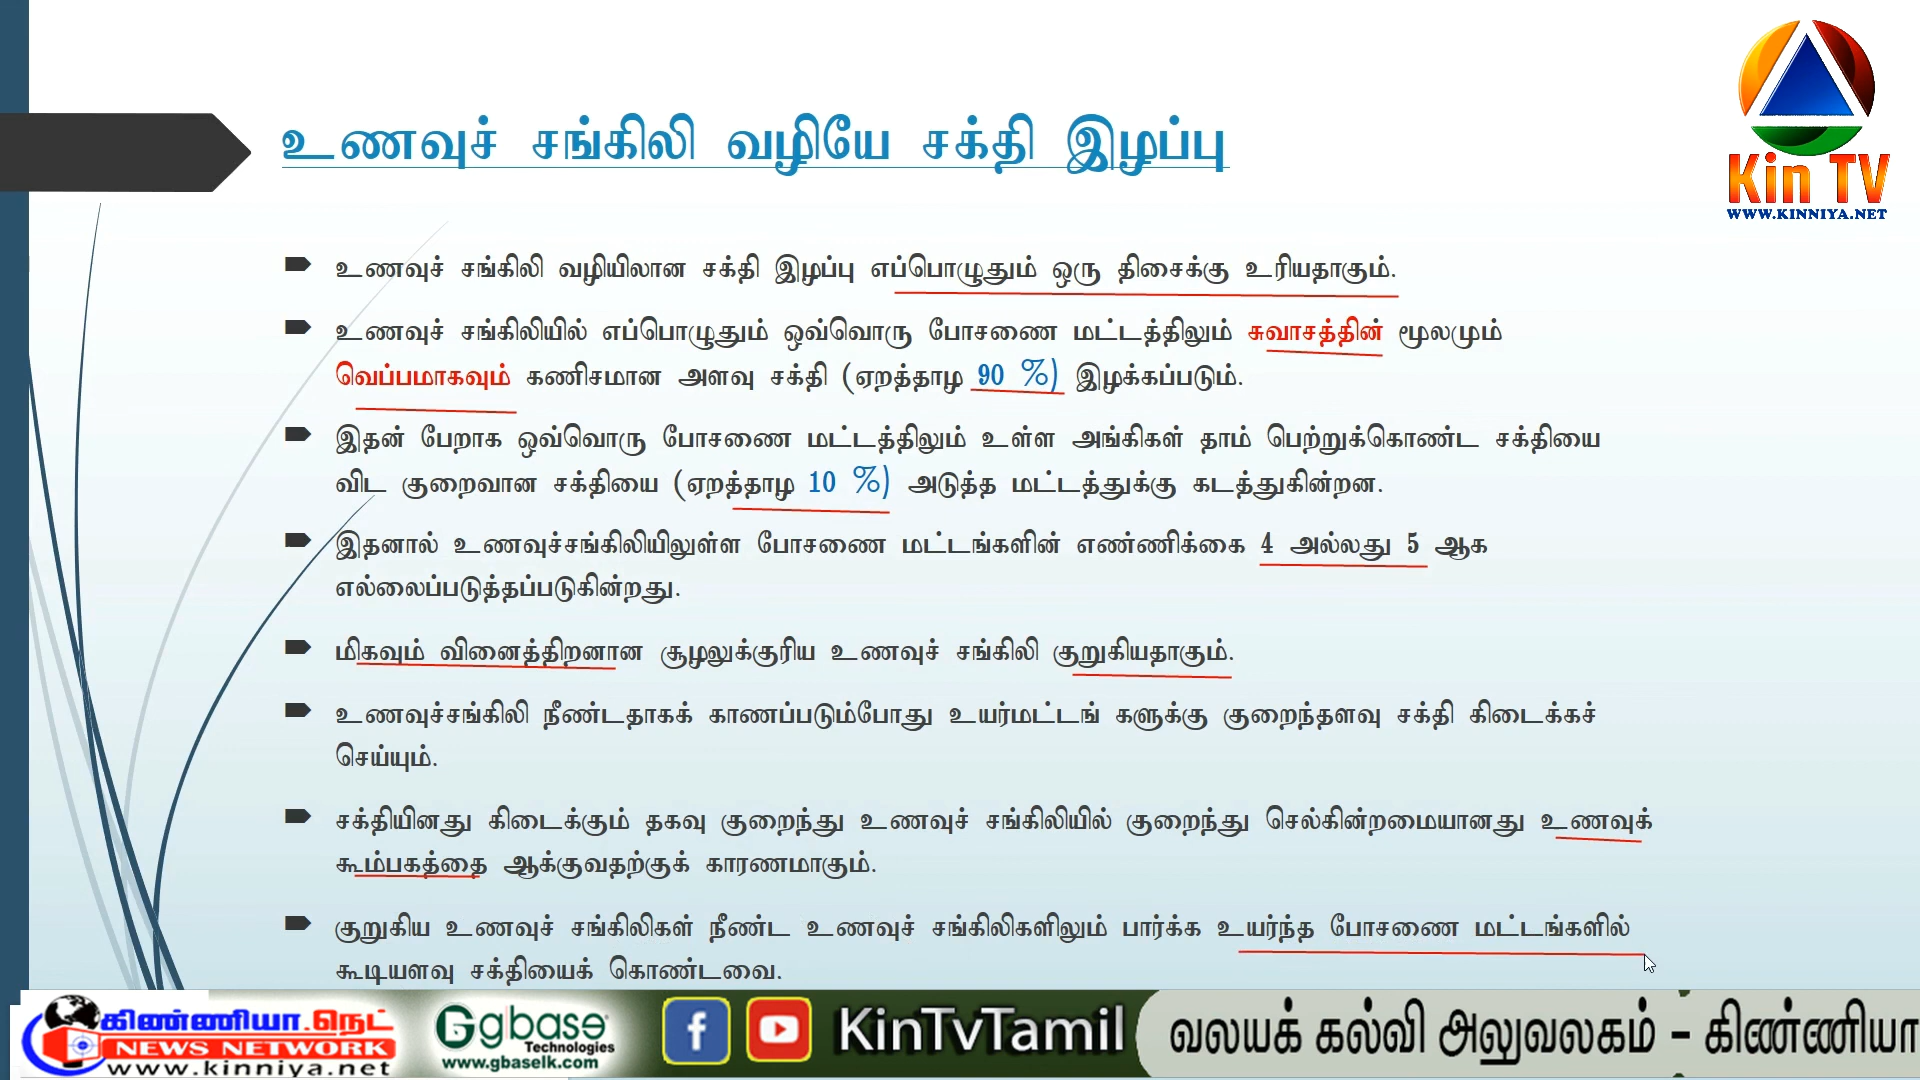 உணவுச் சங்கிலி வழியே சக்தி இழப்பு
Kin TV
WWW.KINNIYA.NET
உணவுச் சங்கிலி வழியிலான சக்தி இழப்பு எப்பொழுதும் ஒரு திசைக்கு உரியதாகும்.
உணவுச் சங்கிலியில் எப்பொழுதும் ஒவ்வொரு போசணை மட்டத்திலும் சுவாசத்தின் மூலமும்
வெப்பமாகவும் கணிசமான அளவு சக்தி (ஏறத்தாழ 90 %) இழக்கப்படும்.
இதன் பேறாக ஒவ்வொரு போசணை மட்டத்திலும் உள்ள அங்கிகள் தாம் பெற்றுக்கொண்ட சக்தியை
விட குறைவான சக்தியை (ஏறத்தாழ 10 %) அடுத்த மட்டத்துக்கு கடத்துகின்றன.
இதனால் உணவுச்சங்கிலியிலுள்ள போசணை மட்டங்களின் எண்ணிக்கை 4 அல்லது 5 ஆக
எல்லைப்படுத்தப்படுகின்றது.
மிகவும் வினைத்திறனான சூழலுக்குரிய உணவுச் சங்கிலி குறுகியதாகும்.
உணவுச்சங்கிலி நீண்டதாகக் காணப்படும்போது உயர்மட்டங் களுக்கு குறைந்தளவு சக்தி கிடைக்கச்
செய்யும்.
சக்தியினது கிடைக்கும் தகவு குறைந்து உணவுச் சங்கிலியில் குறைந்து செல்கின்றமையானது உணவுக்
கூம்பகத்தை ஆக்குவதற்குக் காரணமாகும்.
குறுகிய உணவுச் சங்கிலிகள் நீண்ட உணவுச் சங்கிலிகளிலும் பார்க்க உயர்ந்த போசணை மட்டங்களில்
கூடியளவு சக்தியைக் கொண்டவை.
கிண்ணியா.நெட்
NEWS NETWORK
www.kinniya.net
gbase
Technologies
www.gbaselk.com
KinTvTamil
வலயக் கல்வி அலுவலகம் – கிண்ணியா